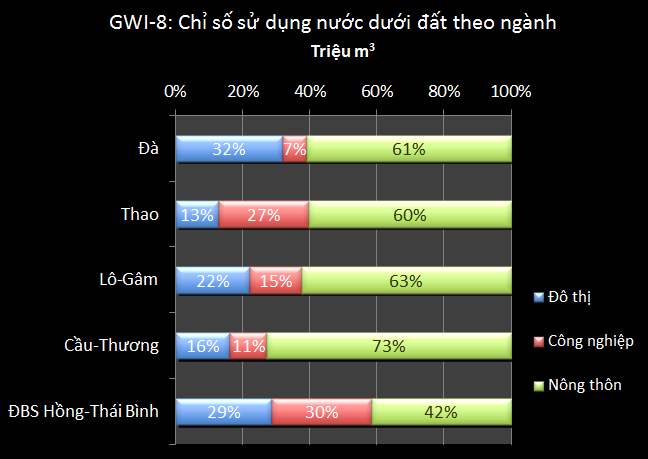 GWI-8: Chỉ số sử dụng nước dưới đất theo ngành
Triệu m³
0% 20% 40% 60% 80% 100%
Đà 32% 7% 61%
Thao 13% 27% 60%
Lô-Gâm 22% 15% 63%
Cầu-Thương 16% 11% 73%
ĐBS Hồng-Thái Bình 29% 30% 42%
Đô thị
Công nghiệp
Nông thôn